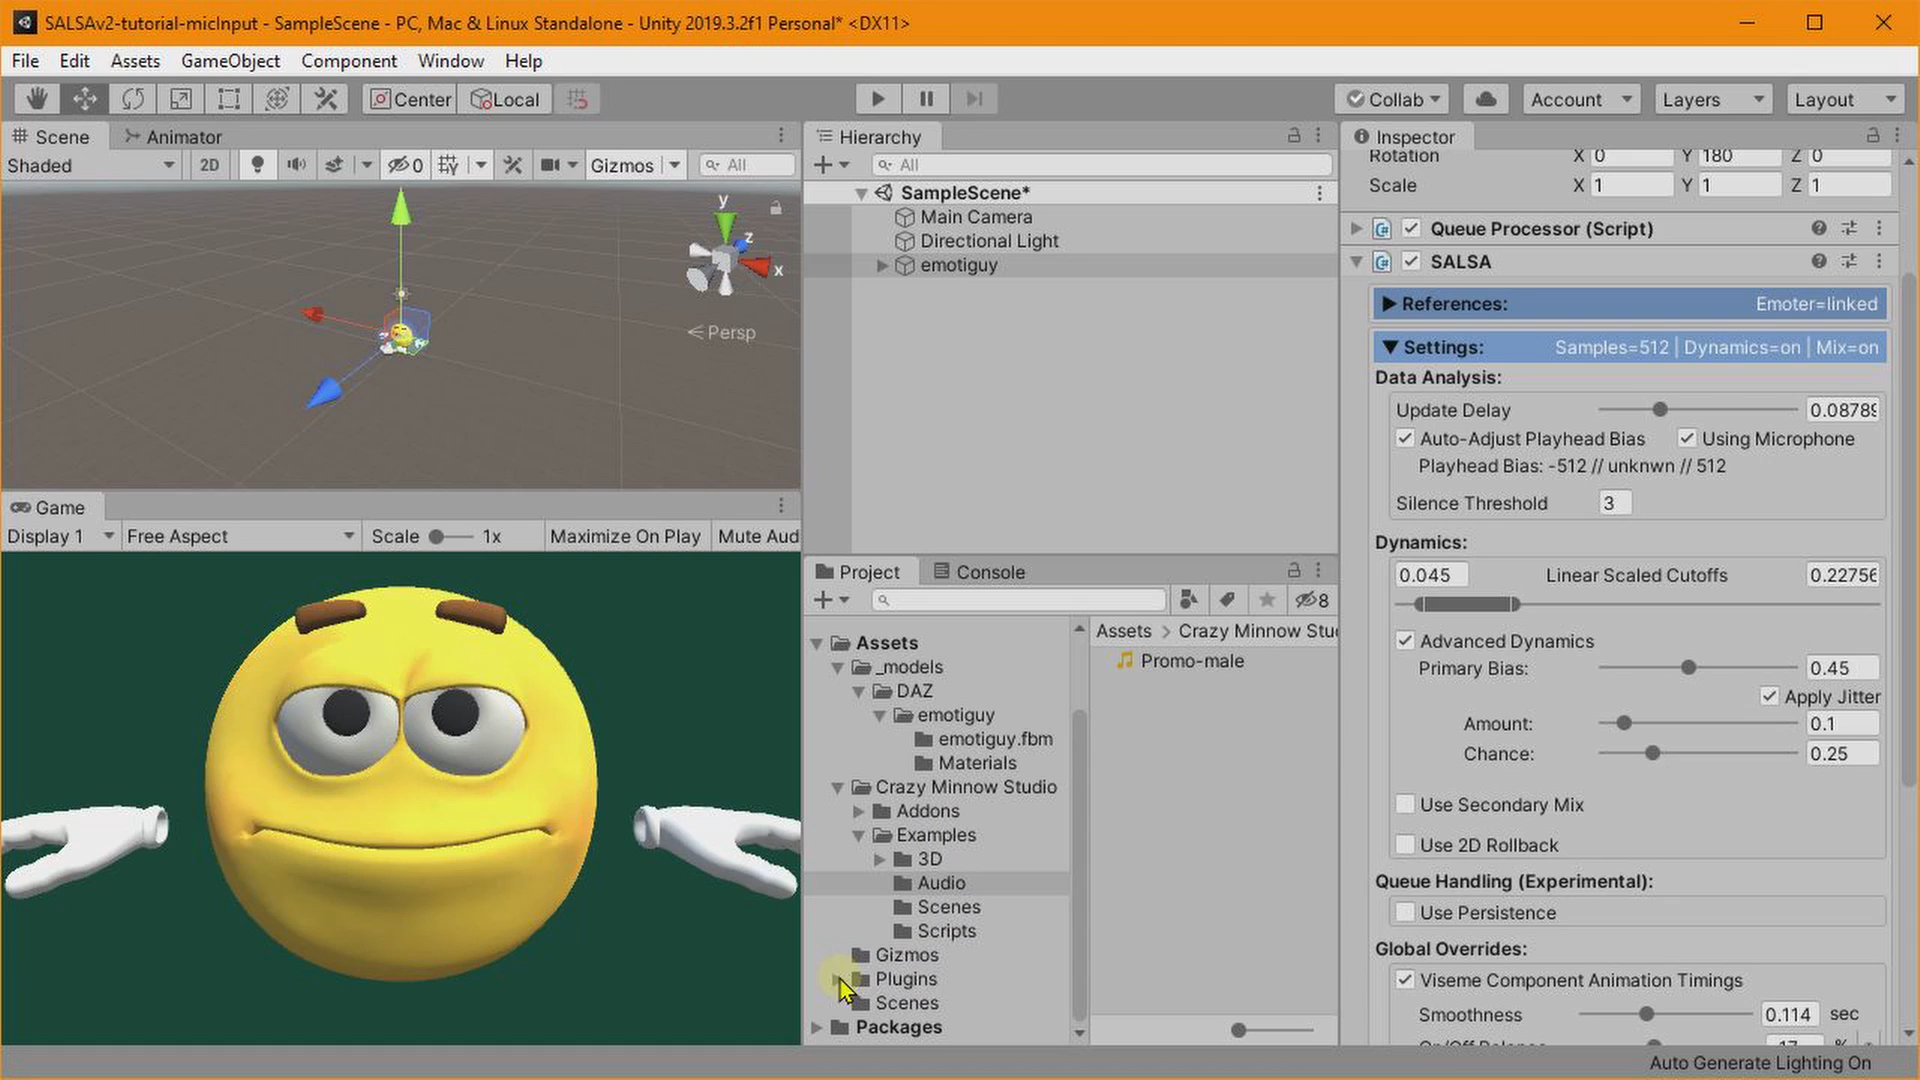 SALSAv2-tutorial-micInput - SampleScene - PC, Mac & Linux Standalone - Unity 2019.3.2f1 Personal* <DX11>
File Edit Assets GameObject Component Window Help
Center Local Collab Account Layers Layout
Scene Animator
Shaded 2D 0 Gizmos All
y
z
x
Persp
Game
Display 1 Free Aspect Scale 1x Maximize On Play Mute Aud
Hierarchy
All
SampleScene*
Main Camera
Directional Light
emotiguy
Project Console
8
Assets
_models
DAZ
emotiguy
emotiguy.fbm
Materials
Crazy Minnow Studio
Addons
Examples
3D
Audio
Scenes
Scripts
Gizmos
Plugins
Scenes
Packages
Assets > Crazy Minnow Stu
Promo-male
Inspector
Rotation X 0 Y 180 Z 0
Scale X 1 Y 1 Z 1
Queue Processor (Script)
SALSA
References: Emoter=linked
Settings: Samples=512 | Dynamics=on | Mix=on
Data Analysis:
Update Delay 0.08789
Auto-Adjust Playhead Bias Using Microphone
Playhead Bias: -512 // unknwn // 512
Silence Threshold 3
Dynamics:
0.045 Linear Scaled Cutoffs 0.22756
Advanced Dynamics
Primary Bias: 0.45
Apply Jitter
Amount: 0.1
Chance: 0.25
Use Secondary Mix
Use 2D Rollback
Queue Handling (Experimental):
Use Persistence
Global Overrides:
Viseme Component Animation Timings
Smoothness 0.114 sec
Auto Generate Lighting On